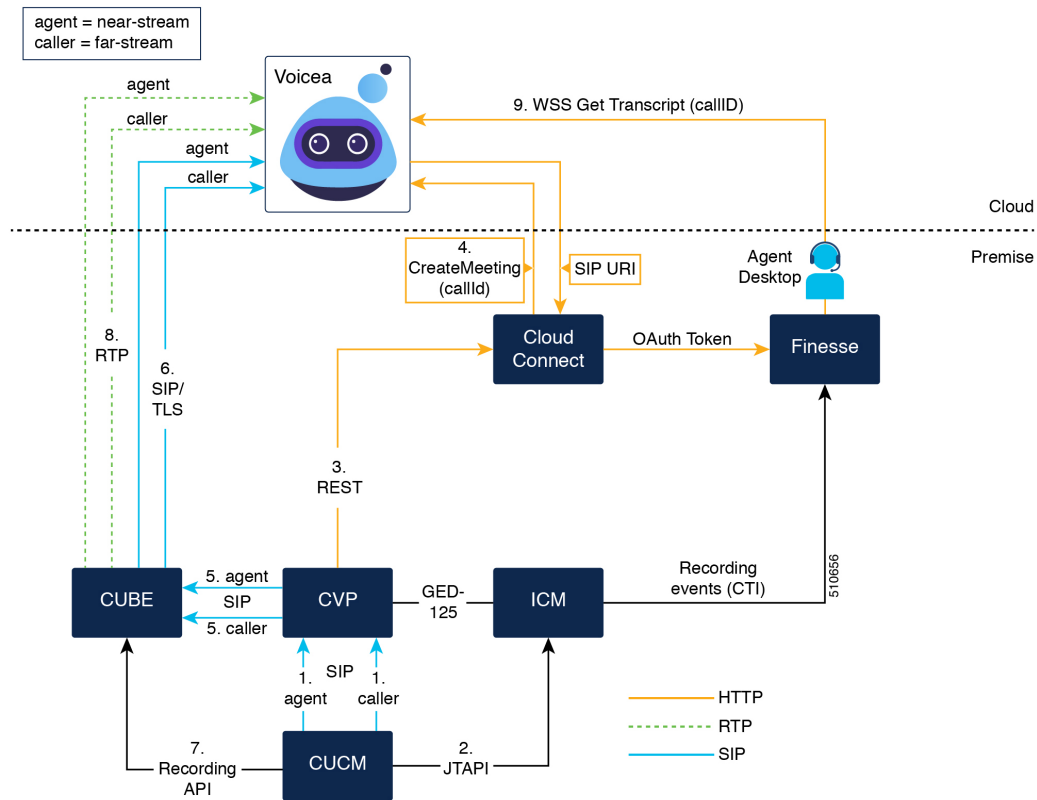 agent = near-stream
caller = far-stream
Voicea
agent
caller
agent
caller
9. WSS Get Transcript (callID)
Cloud
Premise
4.
CreateMeeting
(callId)
SIP URI
Agent
Desktop
8.
RTP
6.
SIP/
TLS
Cloud
Connect
OAuth Token
Finesse
3.
REST
CUBE
5. agent
SIP
5. caller
CVP
GED-
125
ICM
Recording
events (CTI)
510656
1.
agent
SIP
1.
caller
7.
Recording
API
CUCM
2.
JTAPI
HTTP
RTP
SIP